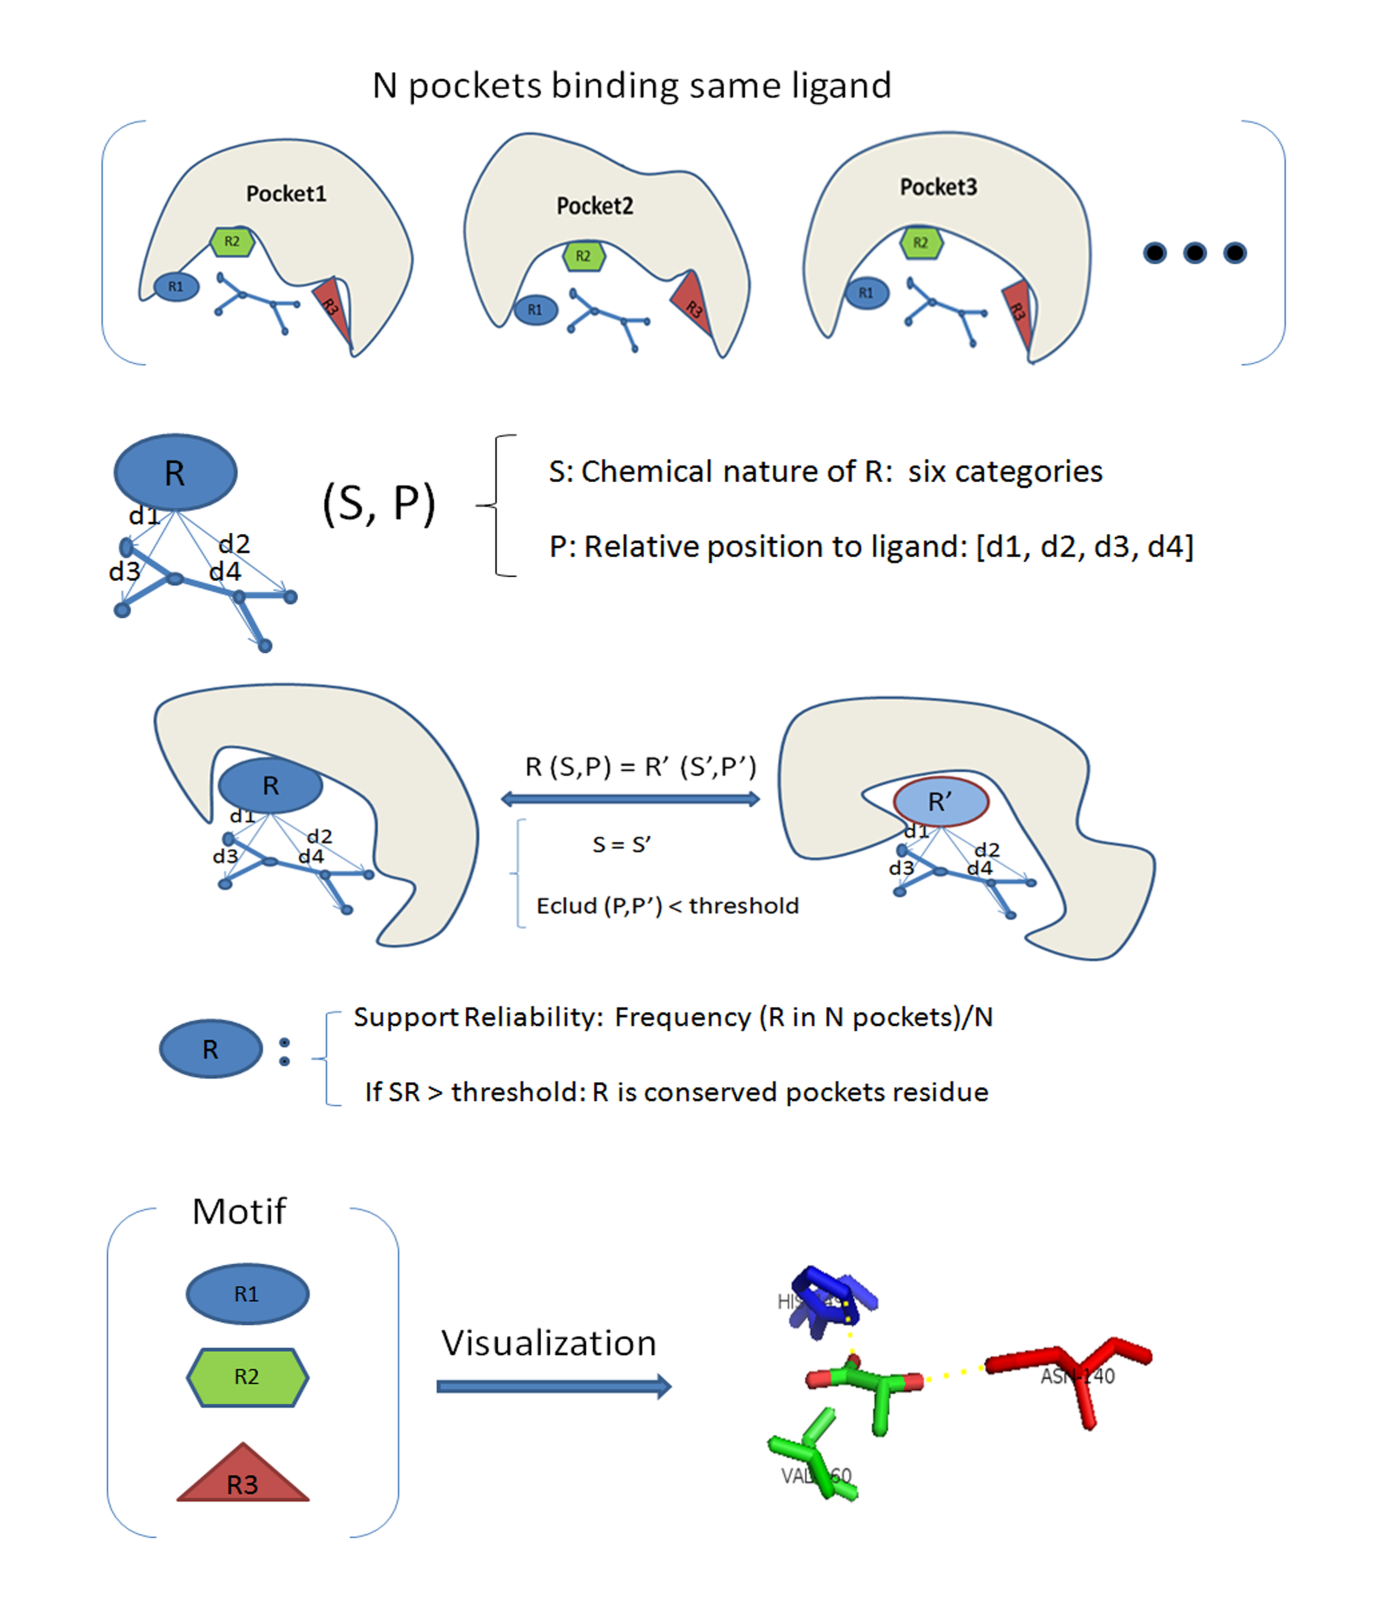 N pockets binding same ligand
Pocket1
Pocket2
Pocket3
R2
R1
R3
R2
R1
R3
R2
R1
R3
R
d1
d2
d3
d4
(S, P)
S: Chemical nature of R: six categories
P: Relative position to ligand: [d1, d2, d3, d4]
R
d1
d2
d3
d4
R (S,P) = R’ (S’,P’)
S = S’
Eclud (P,P’) < threshold
R’
d1
d2
d3
d4
R
:
Support Reliability: Frequency (R in N pockets)/N
If SR > threshold: R is conserved pockets residue
Motif
R1
R2
R3
Visualization
ASN-140